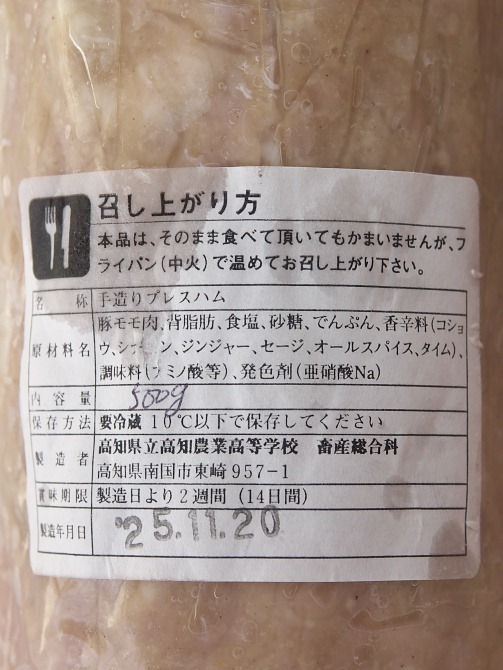 召し上がり方
本品は、そのまま食べて頂いてもかまいませんが、フ
ライパン(中火)で温めてお召し上がり下さい。
名称 手造りプレスハム
原材料名 豚モモ肉、背脂肪、食塩、砂糖、でんぷん、香辛料(コショ
ウ、シナモン、ジンジャー、セージ、オールスパイス、タイム)、
調味料(アミノ酸等)、発色剤(亜硝酸Na)
内容量 500g
保存方法 要冷蔵 10℃以下で保存してください
製造者 高知県立高知農業高等学校 畜産総合科
高知県南国市東崎957-1
賞味期限 製造日より2週間(14日間)
製造年月日 '25.11.20